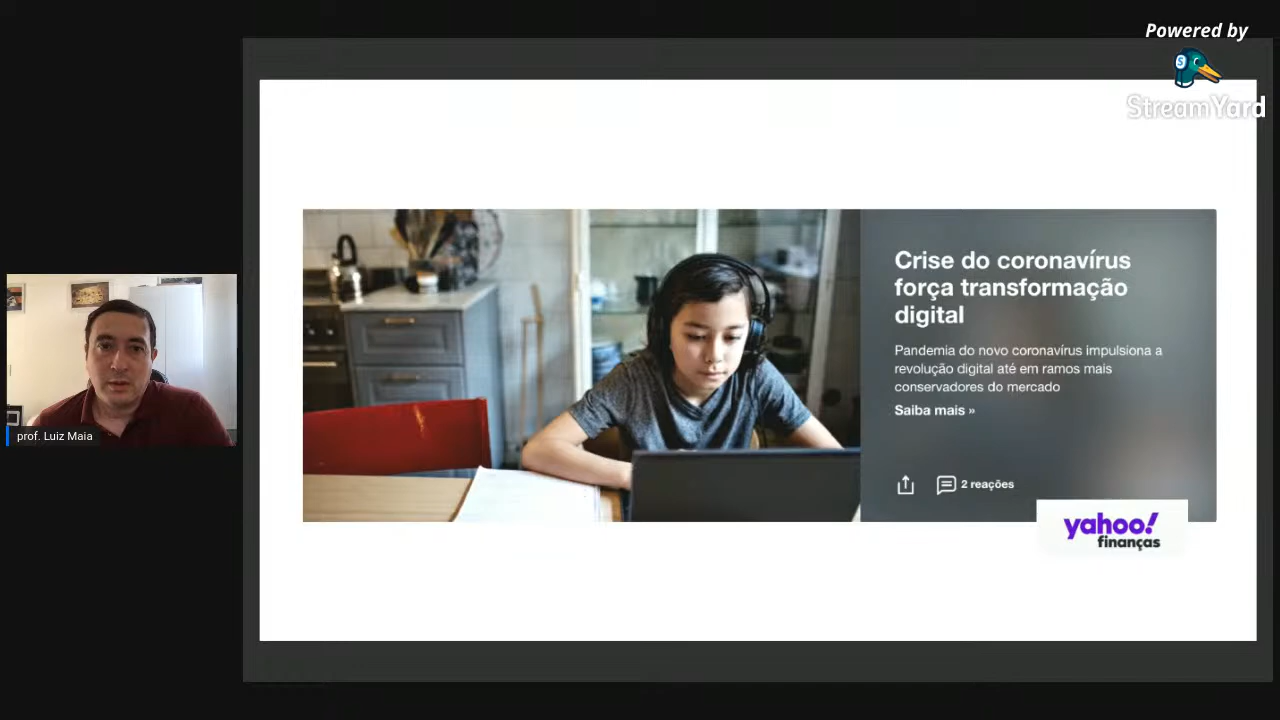 Powered by
StreamYard
Crise do coronavírus
força transformação
digital
Pandemia do novo coronavírus impulsiona a
revolução digital até em ramos mais
conservadores do mercado
Saiba mais »
2 reações
yahoo!
finanças
prof. Luiz Maia